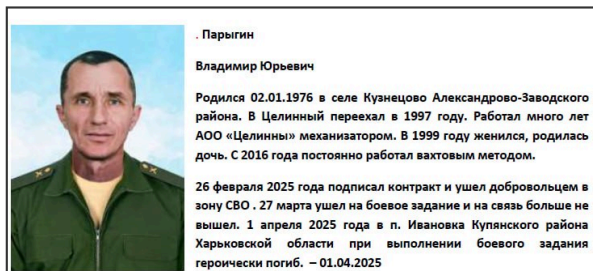 . Парыгин
Владимир Юрьевич
Родился 02.01.1976 в селе Кузнецово Александрово-Заводского
района. В Целинный переехал в 1997 году. Работал много лет
АОО «Целинны» механизатором. В 1999 году женился, родилась
дочь. С 2016 года постоянно работал вахтовым методом.
26 февраля 2025 года подписал контракт и ушел добровольцем в
зону СВО . 27 марта ушел на боевое задание и на связь больше не
вышел. 1 апреля 2025 года в п. Ивановка Купянского района
Харьковской области при выполнении боевого задания
героически погиб. – 01.04.2025